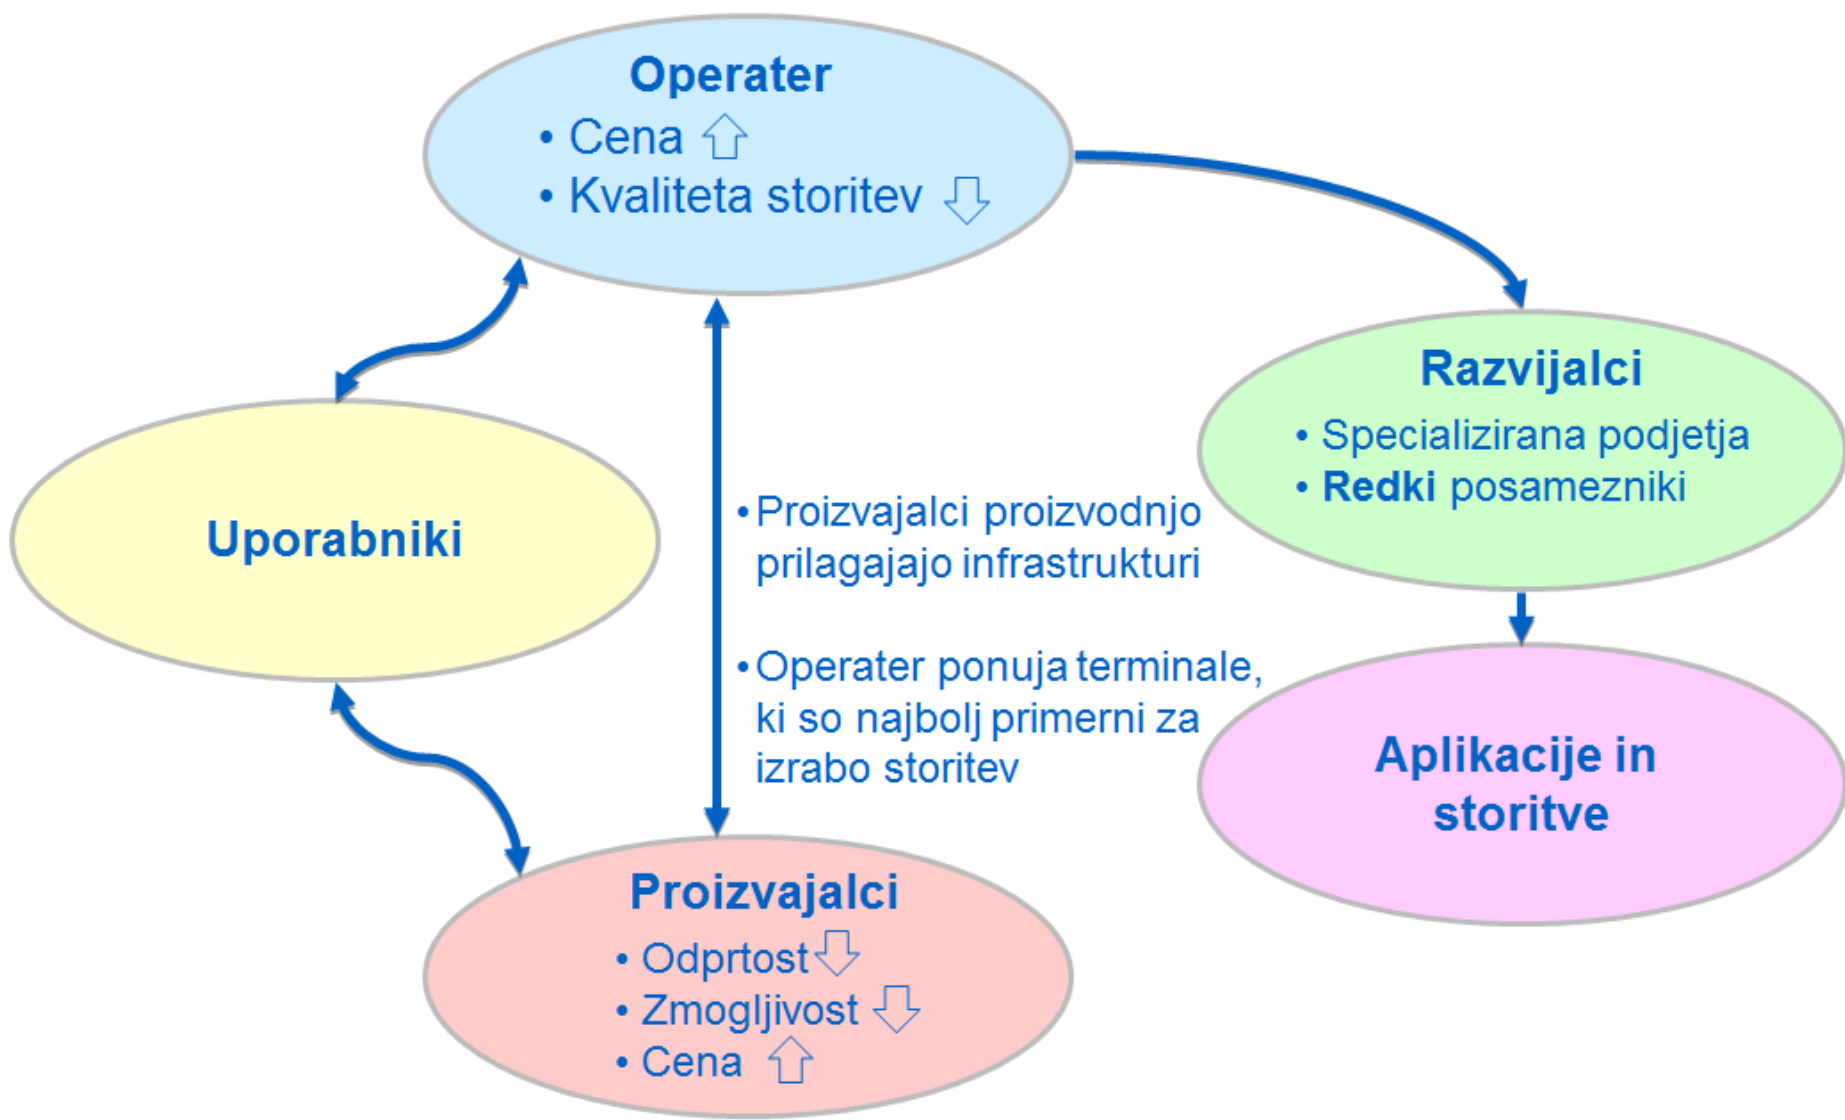 Operater
• Cena
• Kvaliteta storitev
Razvijalci
• Specializirana podjetja
• Redki posamezniki
Uporabniki
• Proizvajalci proizvodnjo
prilagajajo infrastrukturi
• Operater ponuja terminale,
ki so najbolj primerni za
izrabo storitev
Aplikacije in
storitve
Proizvajalci
• Odprtost
• Zmogljivost
• Cena